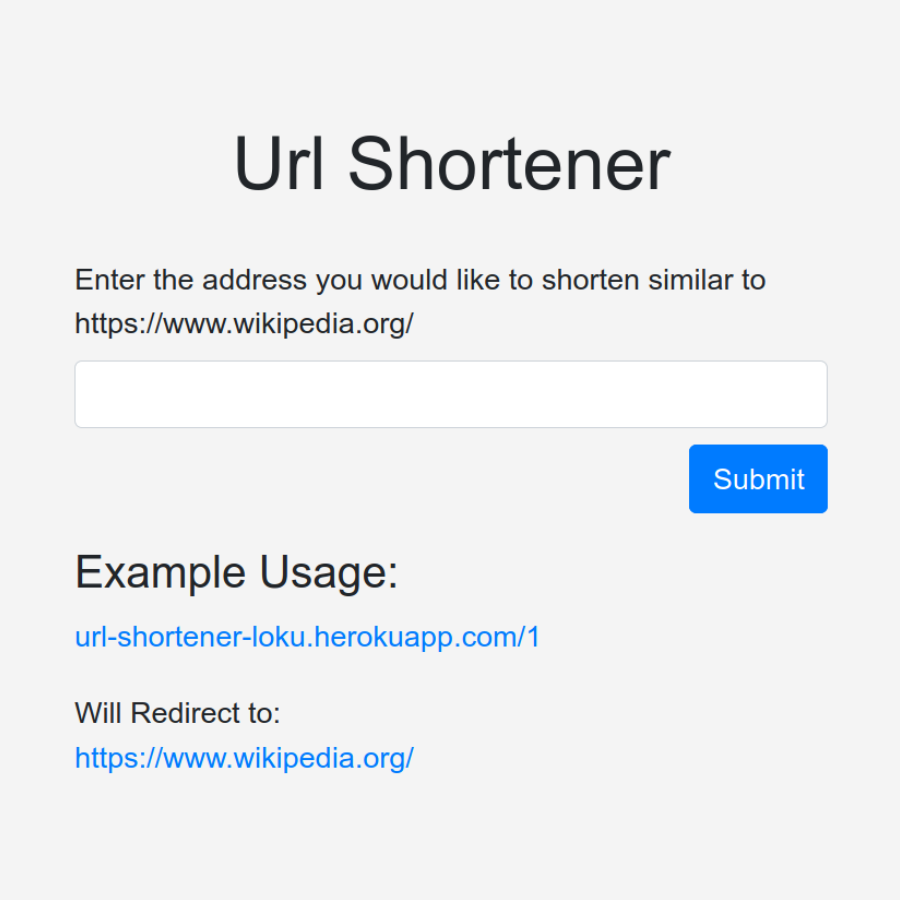 Url Shortener
Enter the address you would like to shorten similar to
https://www.wikipedia.org/
Submit
Example Usage:
url-shortener-loku.herokuapp.com/1
Will Redirect to:
https://www.wikipedia.org/